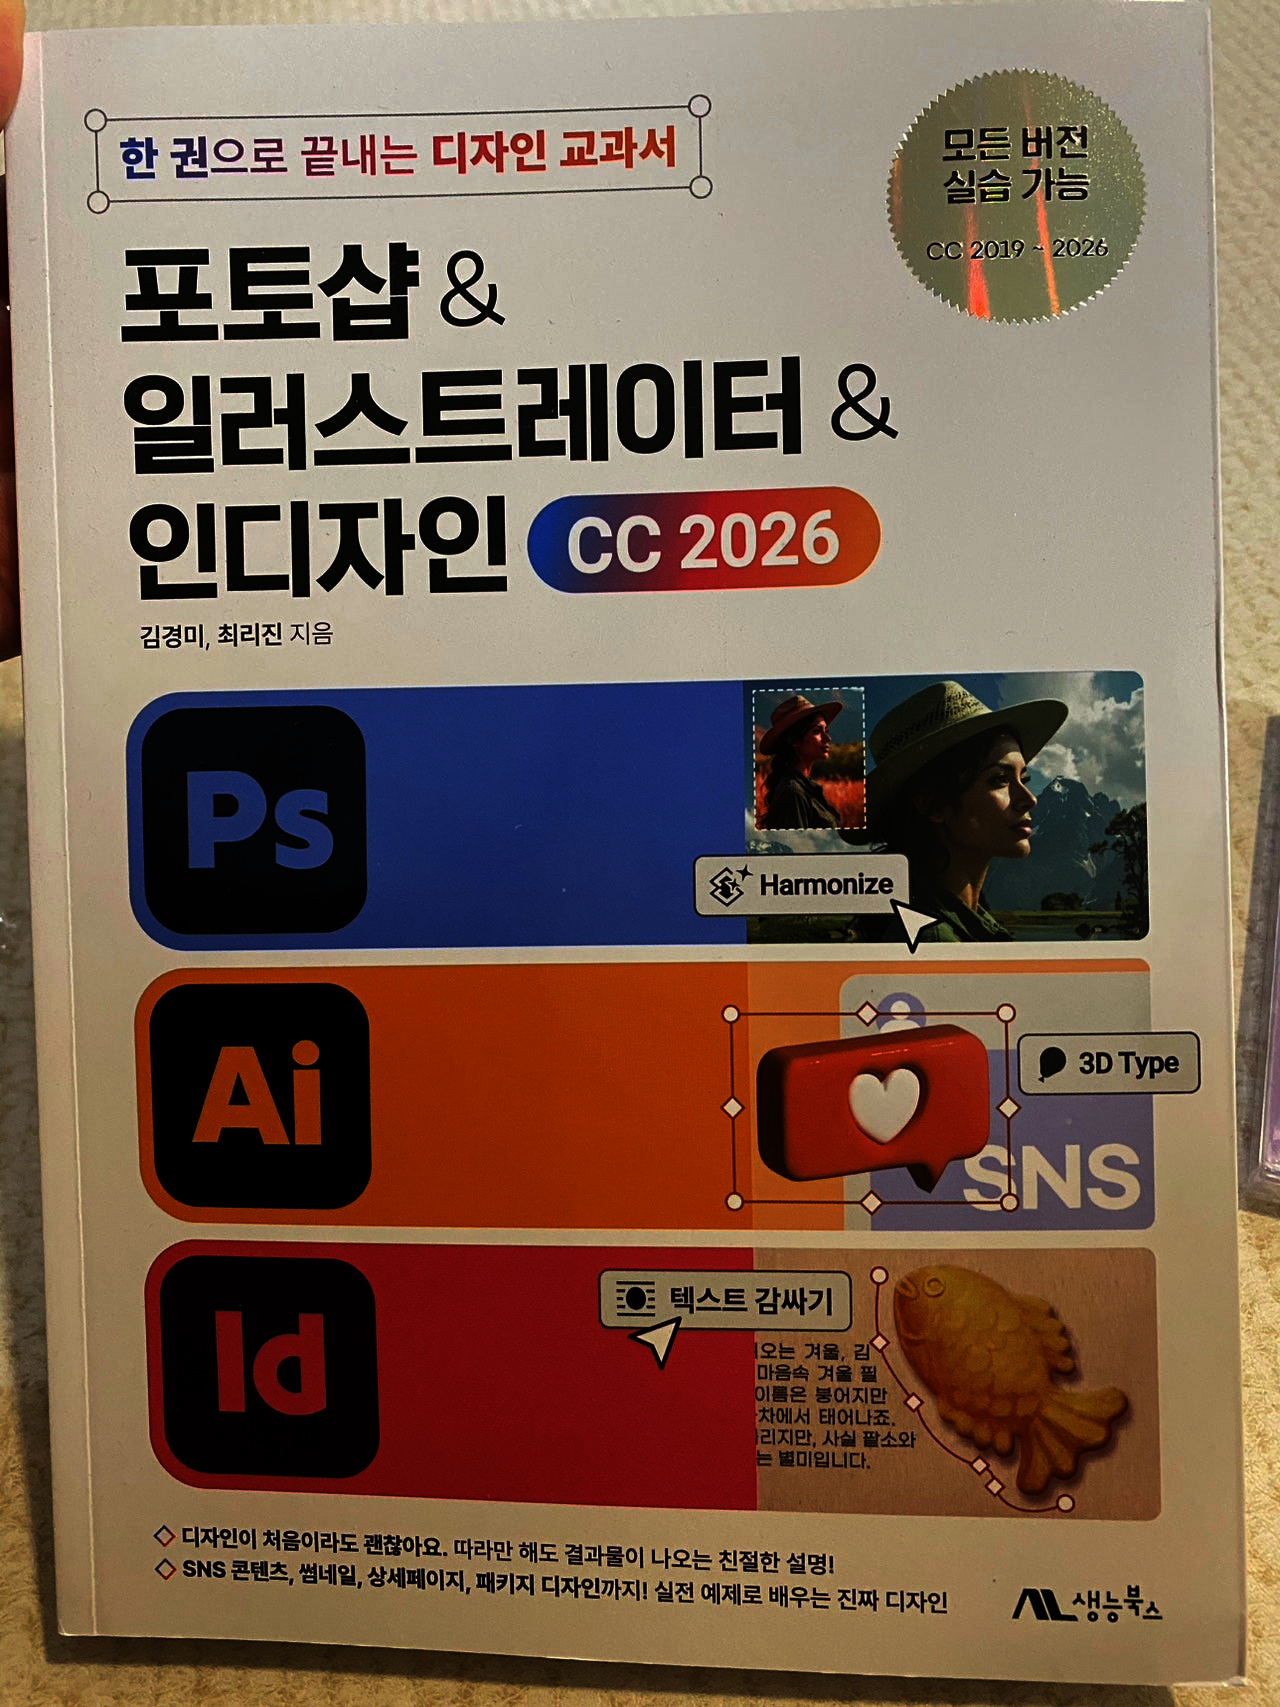 한 권으로 끝내는 디자인 교과서
모든 버전
실습 가능
CC 2019 ~ 2026
포토샵 &
일러스트레이터 &
인디자인 CC 2026
김경미, 최리진 지음
Ps
Harmonize
Ai
3D Type
SNS
Id
텍스트 감싸기
오는 겨울, 김
마음속 겨울 필
이름은 붕어지만
차에서 태어나죠.
리지만, 사실 팥소와
는 별미입니다.
디자인이 처음이라도 괜찮아요. 따라만 해도 결과물이 나오는 친절한 설명!
SNS 콘텐츠, 썸네일, 상세페이지, 패키지 디자인까지! 실전 예제로 배우는 진짜 디자인
생능북스